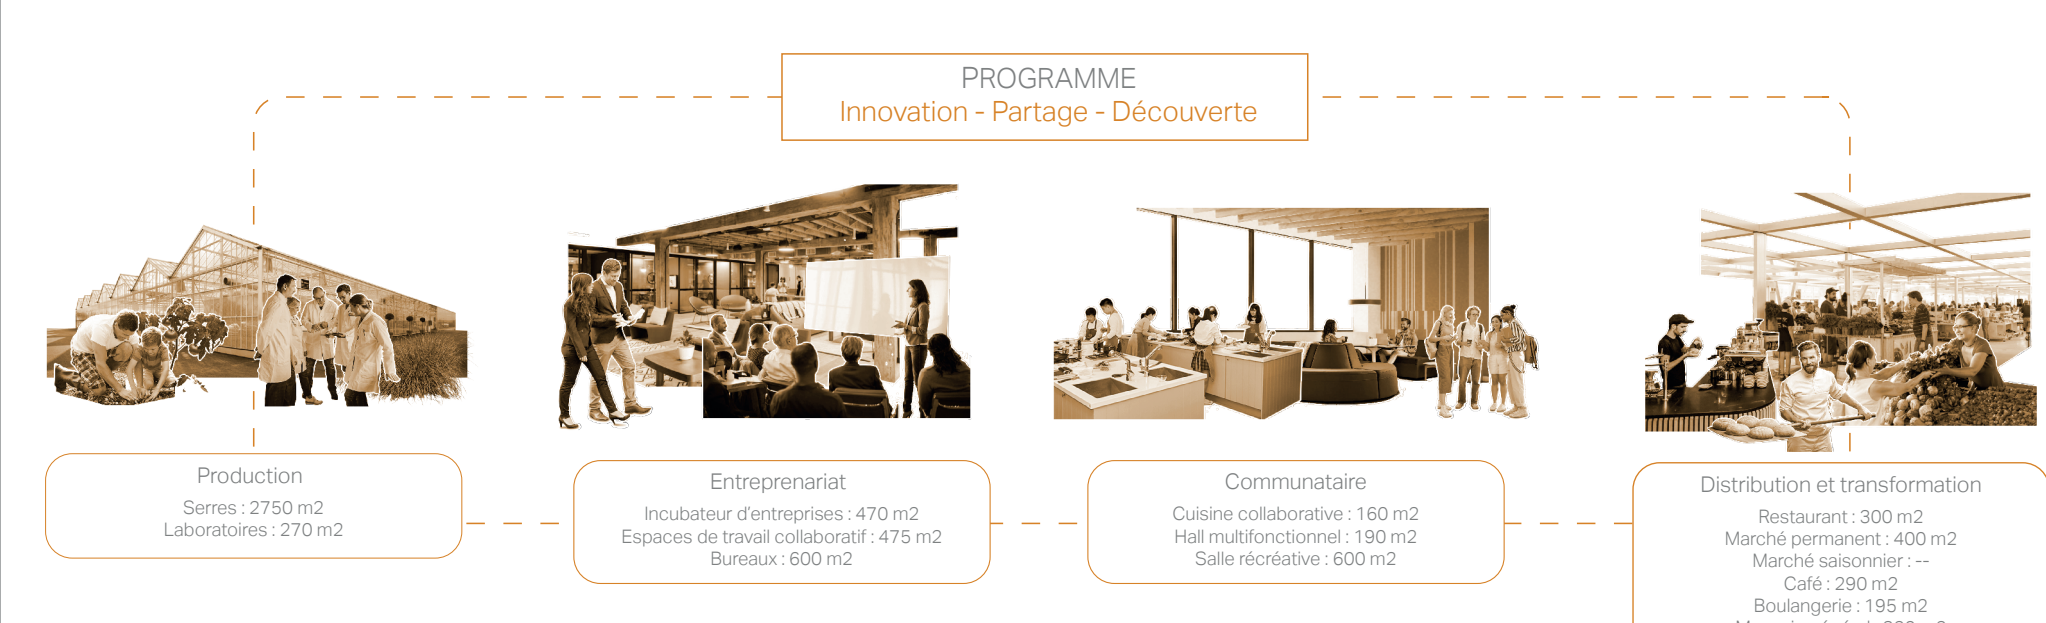 PROGRAMME
Innovation - Partage - Découverte
Production
Serres : 2750 m2
Laboratoires : 270 m2
Entreprenariat
Incubateur d'entreprises : 470 m2
Espaces de travail collaboratif : 475 m2
Bureaux : 600 m2
Communataire
Cuisine collaborative : 160 m2
Hall multifonctionnel : 190 m2
Salle récréative : 600 m2
Distribution et transformation
Restaurant : 300 m2
Marché permanent : 400 m2
Marché saisonnier : --
Café : 290 m2
Boulangerie : 195 m2